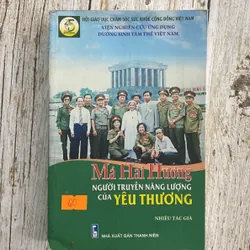 HỘI GIÁO DỤC CHĂM SÓC SỨC KHỎE CỘNG ĐỒNG VIỆT NAM
VIỆN NGHIÊN CỨU ỨNG DỤNG
DƯỠNG SINH TÂM THỂ VIỆT NAM
Mã Hải Hương
NGƯỜI TRUYỀN NĂNG LƯỢNG
CỦA YÊU THƯƠNG
NHIỀU TÁC GIẢ
NHÀ XUẤT BẢN THANH NIÊN